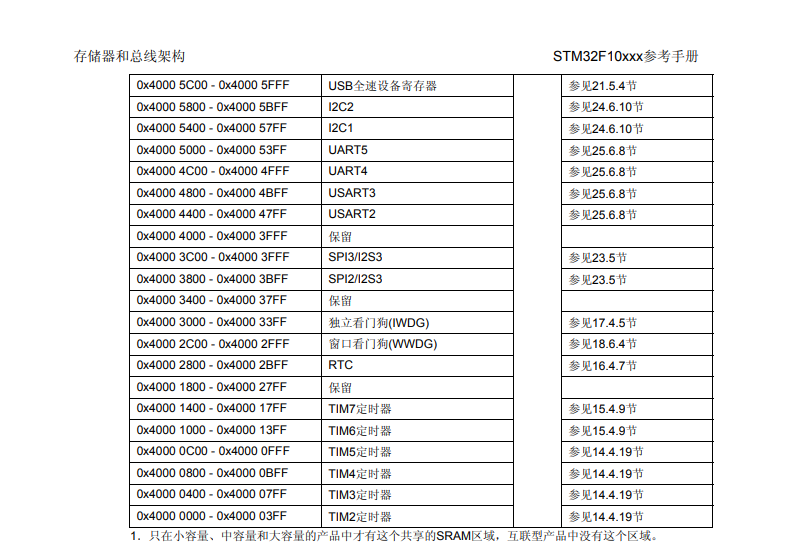 存储器和总线架构 STM32F10xxx参考手册
0x4000 5C00 - 0x4000 5FFF USB全速设备寄存器 参见21.5.4节
0x4000 5800 - 0x4000 5BFF I2C2 参见24.6.10节
0x4000 5400 - 0x4000 57FF I2C1 参见24.6.10节
0x4000 5000 - 0x4000 53FF UART5 参见25.6.8节
0x4000 4C00 - 0x4000 4FFF UART4 参见25.6.8节
0x4000 4800 - 0x4000 4BFF USART3 参见25.6.8节
0x4000 4400 - 0x4000 47FF USART2 参见25.6.8节
0x4000 4000 - 0x4000 3FFF 保留
0x4000 3C00 - 0x4000 3FFF SPI3/I2S3 参见23.5节
0x4000 3800 - 0x4000 3BFF SPI2/I2S3 参见23.5节
0x4000 3400 - 0x4000 37FF 保留
0x4000 3000 - 0x4000 33FF 独立看门狗(IWDG) 参见17.4.5节
0x4000 2C00 - 0x4000 2FFF 窗口看门狗(WWDG) 参见18.6.4节
0x4000 2800 - 0x4000 2BFF RTC 参见16.4.7节
0x4000 1800 - 0x4000 27FF 保留
0x4000 1400 - 0x4000 17FF TIM7定时器 参见15.4.9节
0x4000 1000 - 0x4000 13FF TIM6定时器 参见15.4.9节
0x4000 0C00 - 0x4000 0FFF TIM5定时器 参见14.4.19节
0x4000 0800 - 0x4000 0BFF TIM4定时器 参见14.4.19节
0x4000 0400 - 0x4000 07FF TIM3定时器 参见14.4.19节
0x4000 0000 - 0x4000 03FF TIM2定时器 参见14.4.19节
1. 只在小容量、中容量和大容量的产品中才有这个共享的SRAM区域，互联型产品中没有这个区域。